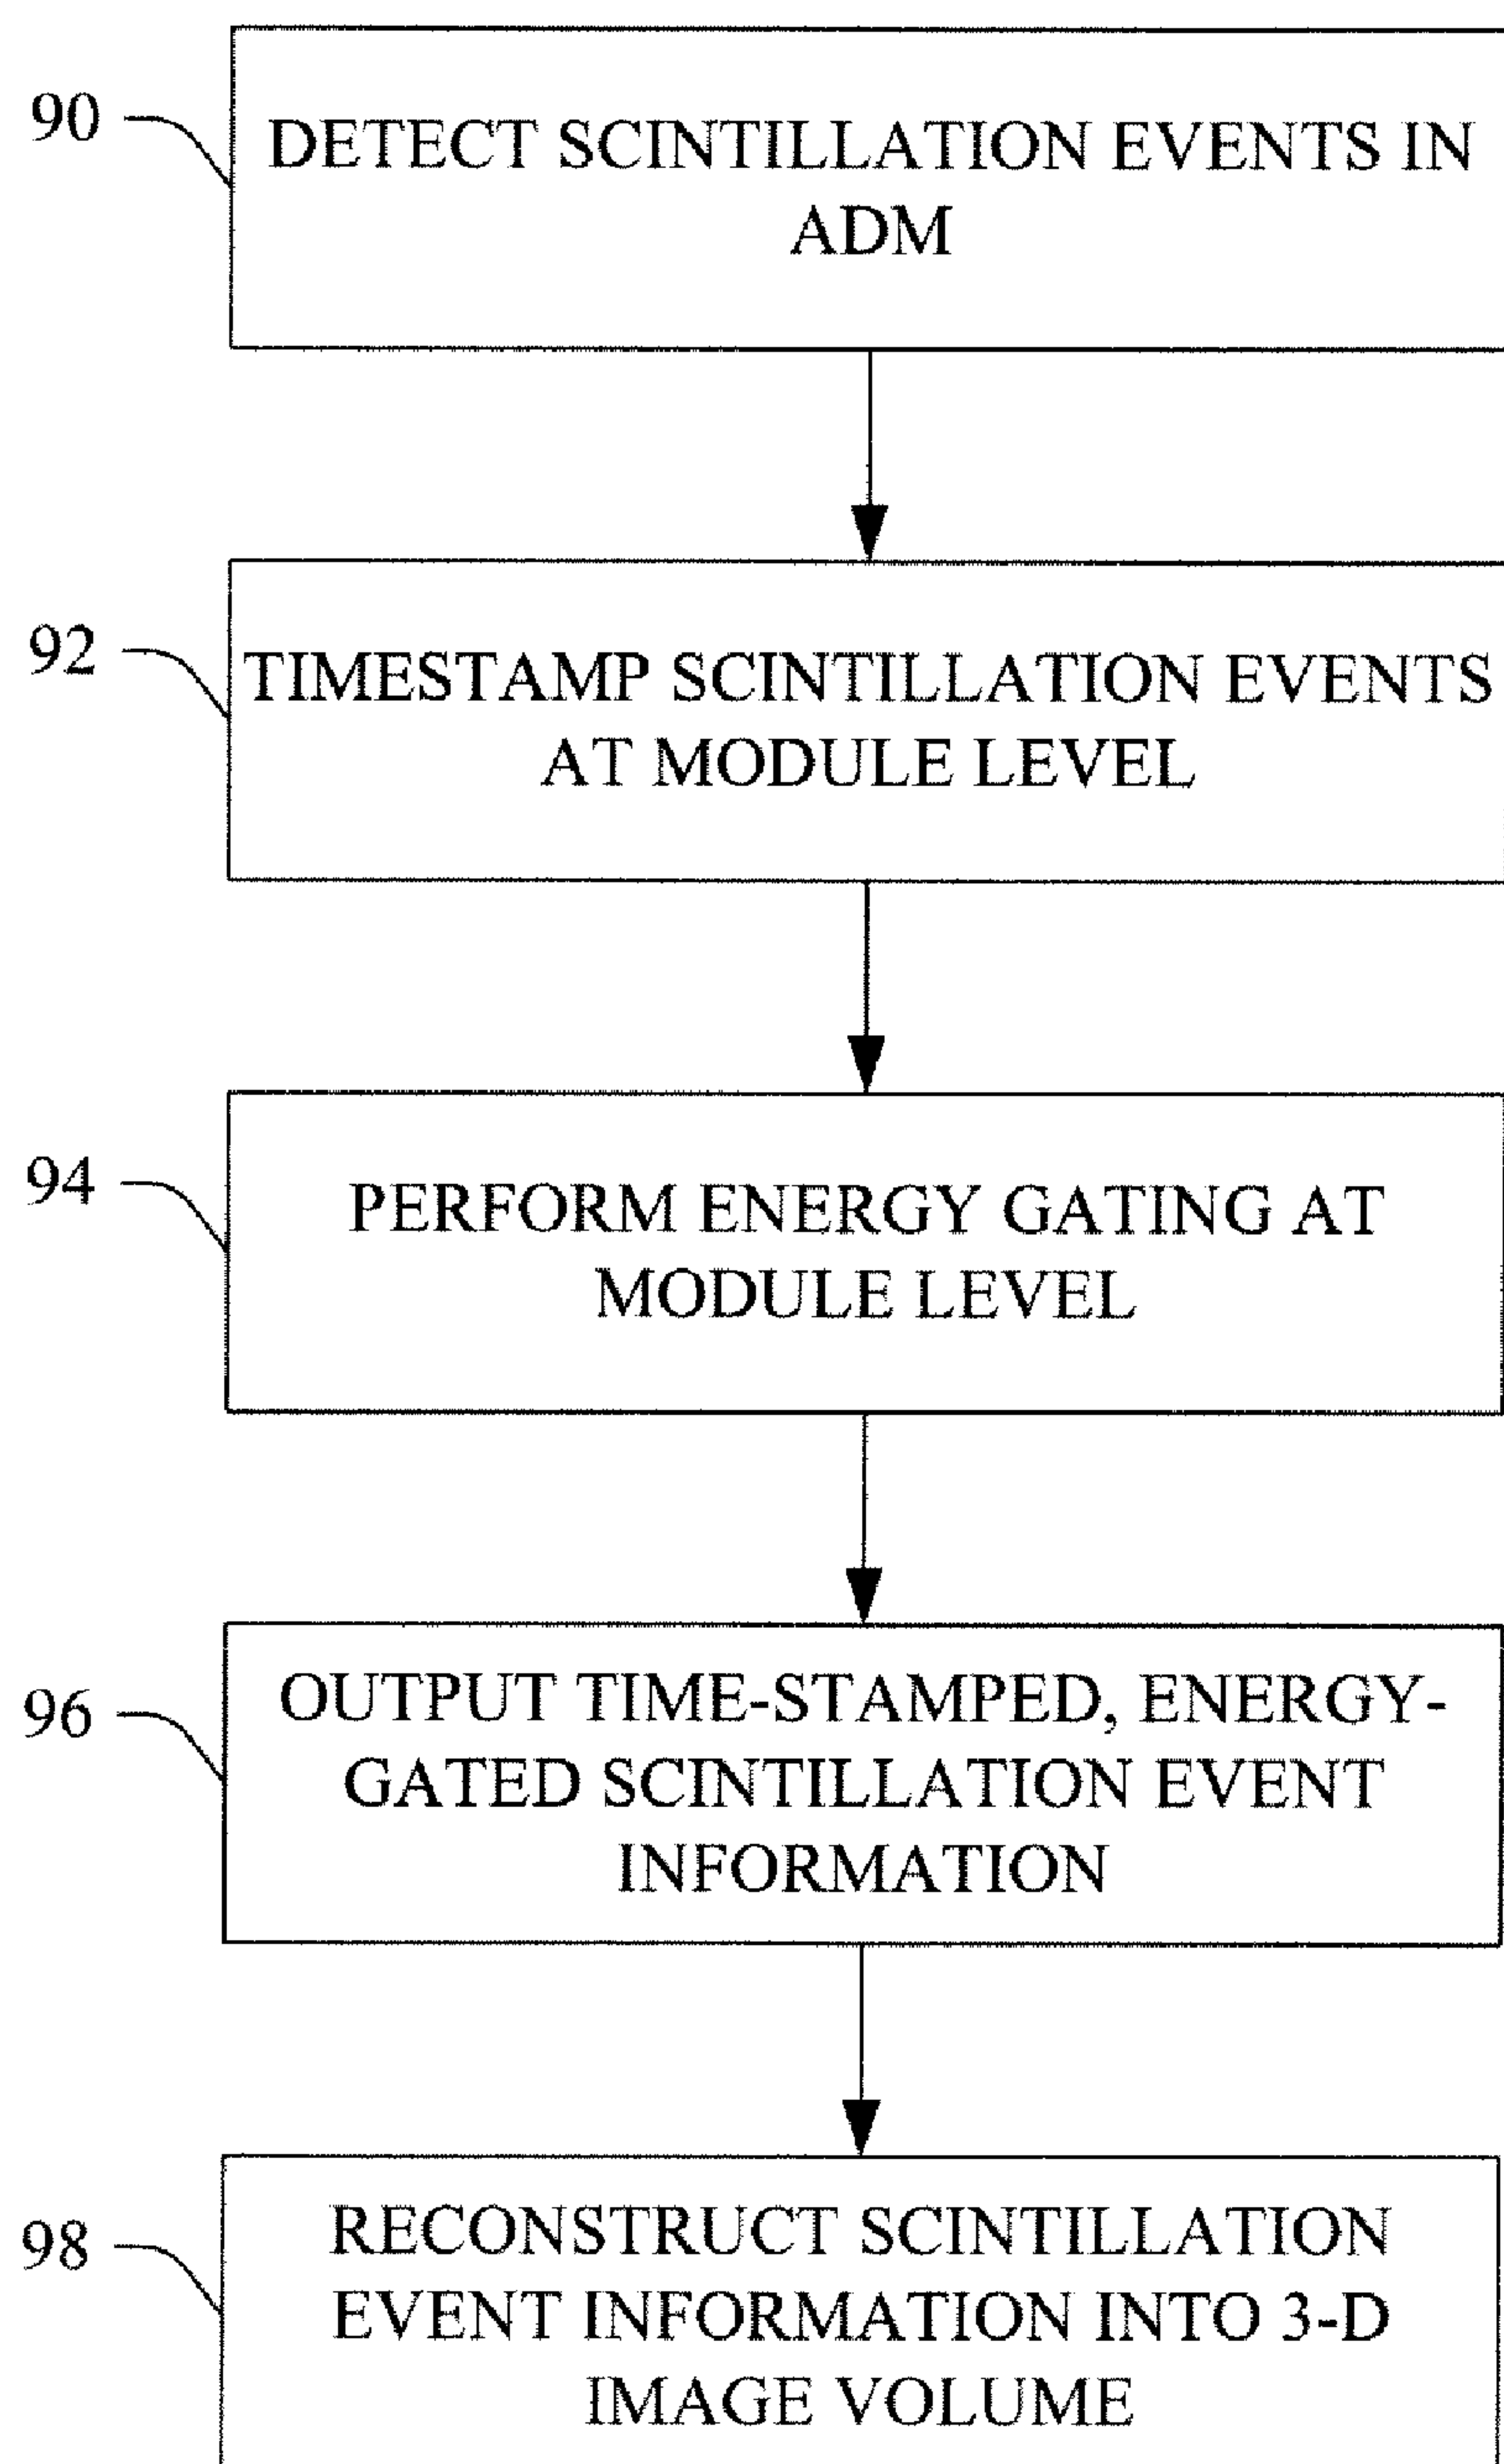 90
DETECT SCINTILLATION EVENTS IN
ADM
92
TIMESTAMP SCINTILLATION EVENTS
AT MODULE LEVEL
94
PERFORM ENERGY GATING AT
MODULE LEVEL
96
OUTPUT TIME-STAMPED, ENERGY-
GATED SCINTILLATION EVENT
INFORMATION
98
RECONSTRUCT SCINTILLATION
EVENT INFORMATION INTO 3-D
IMAGE VOLUME